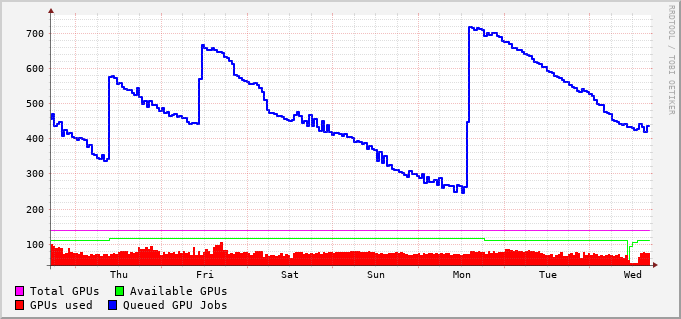 RRDTOOL / TOBI OETIKER
700
600
500
400
300
200
100
Thu Fri Sat Sun Mon Tue Wed
Total GPUs Available GPUs
GPUs used Queued GPU Jobs